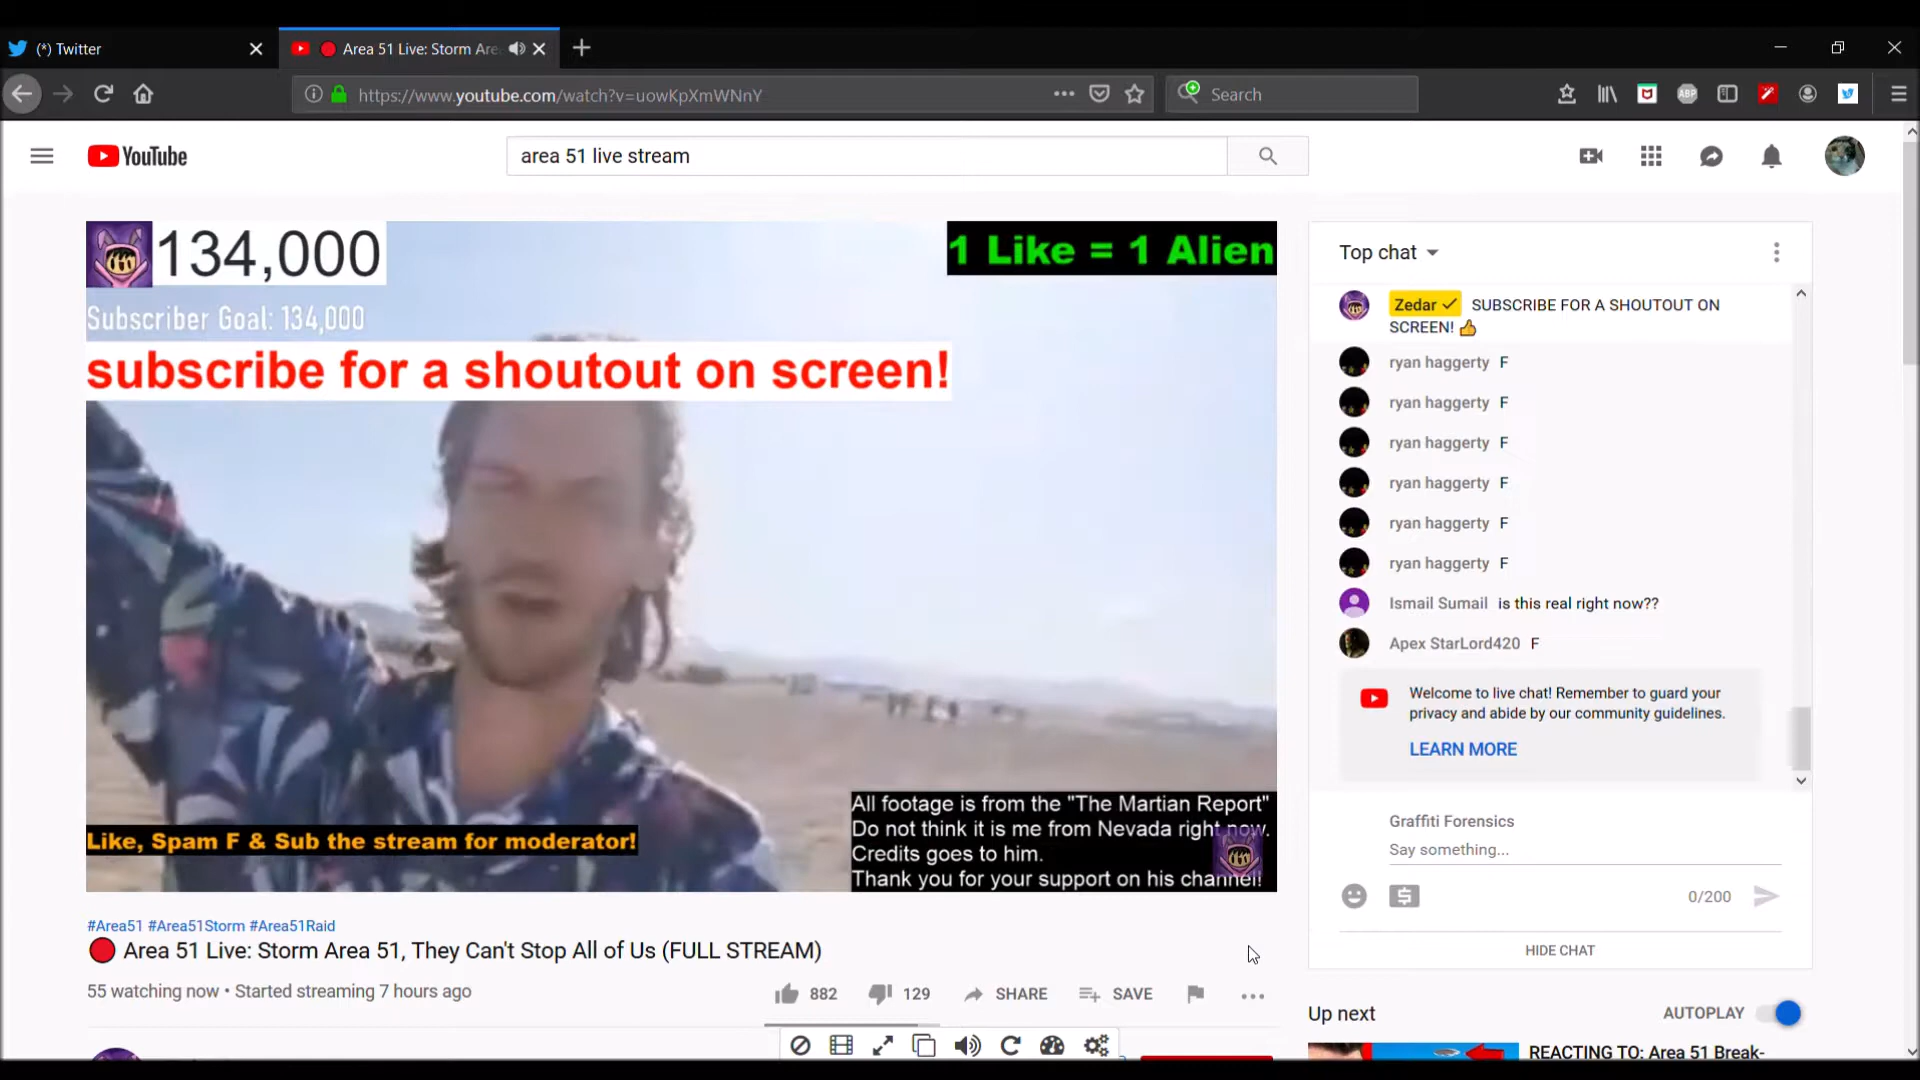 (*) Twitter
Area 51 Live: Storm Are
https://www.youtube.com/watch?v=uowKpXmWNnY
Search
ABP
YouTube
area 51 live stream
134,000
Subscriber Goal: 134,000
1 Like = 1 Alien
subscribe for a shoutout on screen!
Like, Spam F & Sub the stream for moderator!
All footage is from the "The Martian Report"
Do not think it is me from Nevada right now.
Credits goes to him.
Thank you for your support on his channel!
#Area51 #Area51Storm #Area51Raid
Area 51 Live: Storm Area 51, They Can't Stop All of Us (FULL STREAM)
55 watching now • Started streaming 7 hours ago
882
129
SHARE
SAVE
Top chat
Zedar SUBSCRIBE FOR A SHOUTOUT ON
SCREEN!
ryan haggerty F
ryan haggerty F
ryan haggerty F
ryan haggerty F
ryan haggerty F
ryan haggerty F
Ismail Sumail is this real right now??
Apex StarLord420 F
Welcome to live chat! Remember to guard your
privacy and abide by our community guidelines.
LEARN MORE
Graffiti Forensics
Say something...
0/200
HIDE CHAT
Up next
AUTOPLAY
REACTING TO: Area 51 Break-